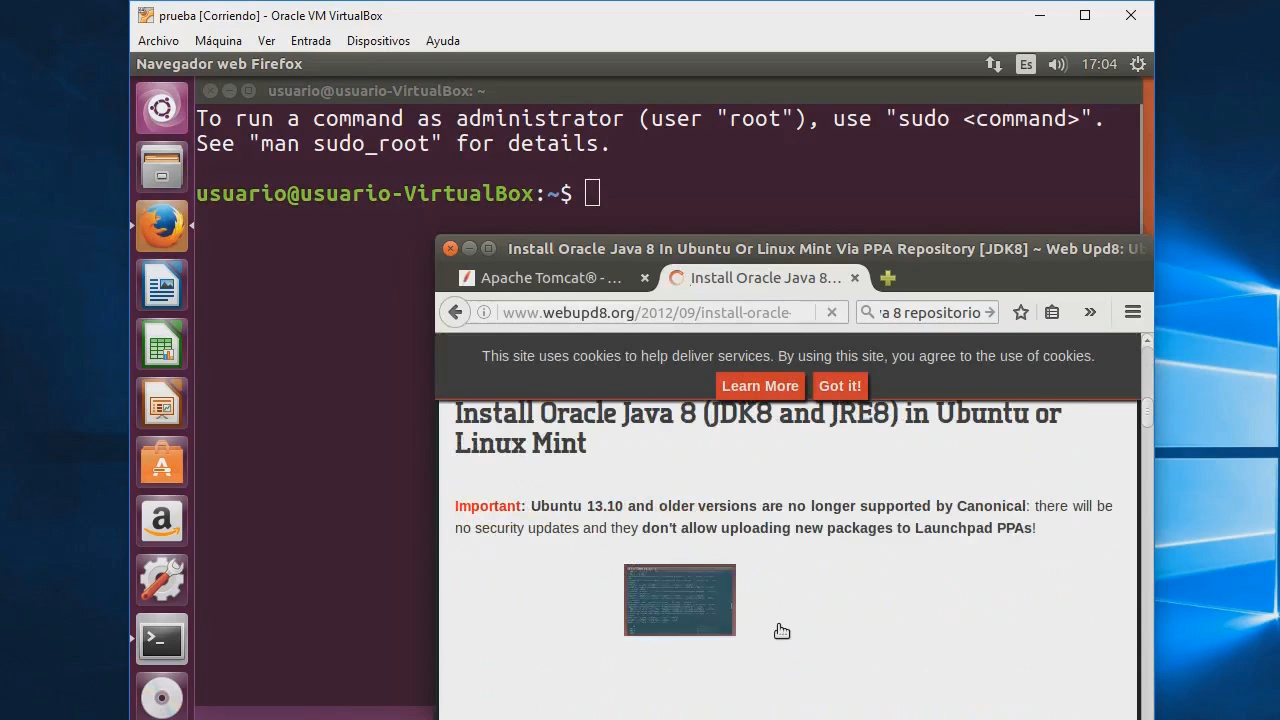 prueba [Corriendo] - Oracle VM VirtualBox
Archivo Máquina Ver Entrada Dispositivos Ayuda
Navegador web Firefox Es 17:04
usuario@usuario-VirtualBox: ~
To run a command as administrator (user "root"), use "sudo <command>".
See "man sudo_root" for details.
usuario@usuario-VirtualBox:~$
Install Oracle Java 8 In Ubuntu Or Linux Mint Via PPA Repository [JDK8] ~ Web Upd8: Ub
Apache Tomcat® - ... Install Oracle Java 8...
www.webupd8.org/2012/09/install-oracle- va 8 repositorio
This site uses cookies to help deliver services. By using this site, you agree to the use of cookies.
Learn More Got it!
Install Oracle Java 8 (JDK8 and JRE8) in Ubuntu or
Linux Mint
Important: Ubuntu 13.10 and older versions are no longer supported by Canonical: there will be
no security updates and they don't allow uploading new packages to Launchpad PPAs!